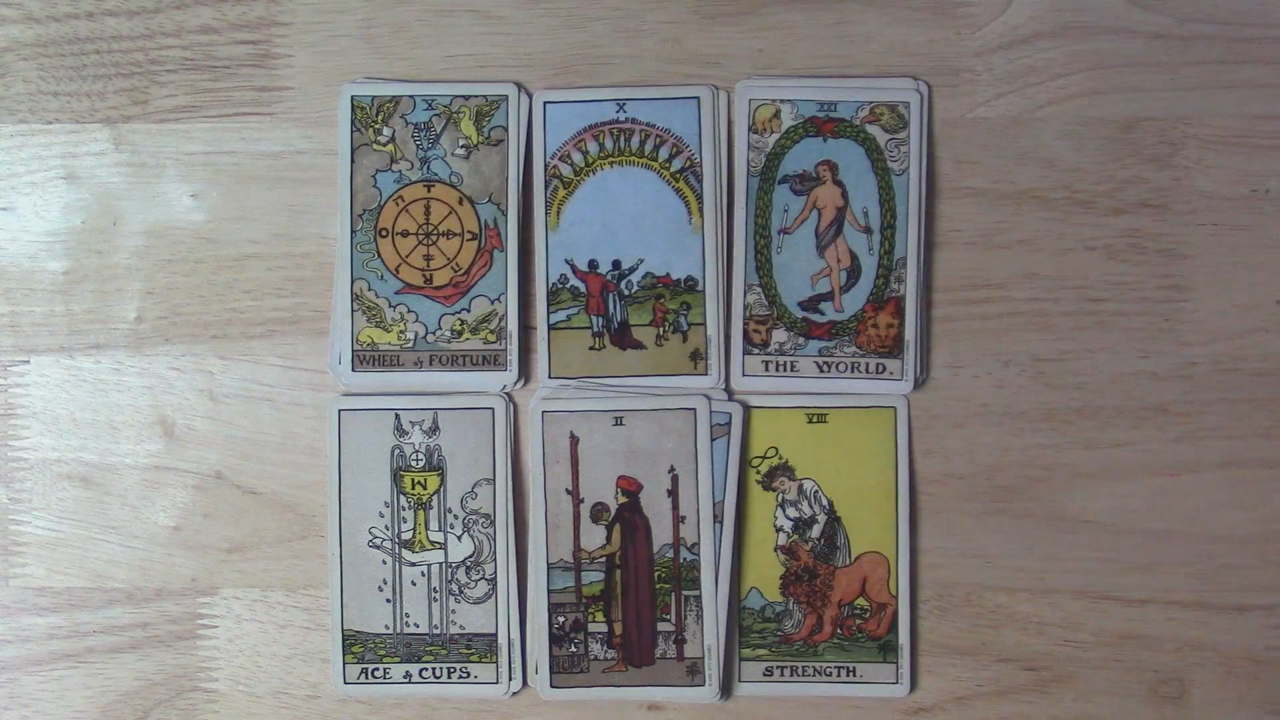 X
WHEEL of FORTUNE.
X
XXI
THE WORLD.
ACE of CUPS.
II
VIII
STRENGTH.